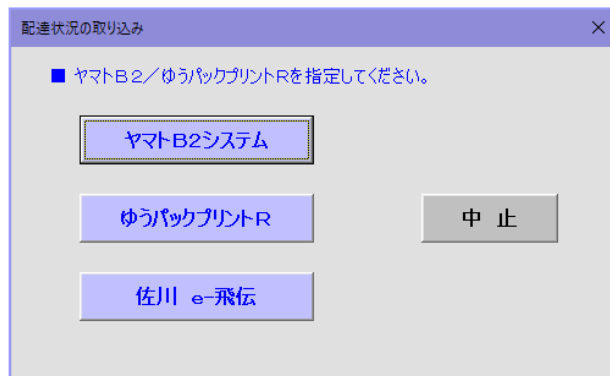 配達状況の取り込み
■ ヤマトB2/ゆうパックプリントRを指定してください。
ヤマトB2システム
ゆうパックプリントR
中 止
佐川 e-飛伝